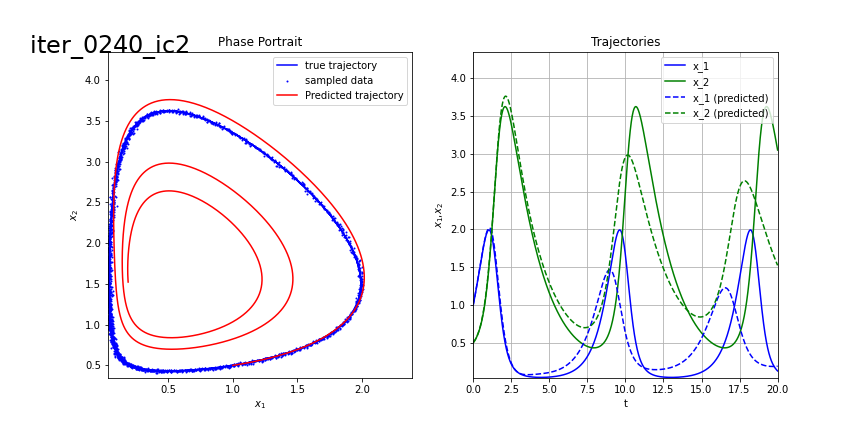 iter_0240_ic2
Phase Portrait
true trajectory
sampled data
Predicted trajectory
x₂
4.0
3.5
3.0
2.5
2.0
1.5
1.0
0.5
0.5 1.0 1.5 2.0
x₁
Trajectories
x_1
x_2
x_1 (predicted)
x_2 (predicted)
x₁,x₂
4.0
3.5
3.0
2.5
2.0
1.5
1.0
0.5
0.0 2.5 5.0 7.5 10.0 12.5 15.0 17.5 20.0
t